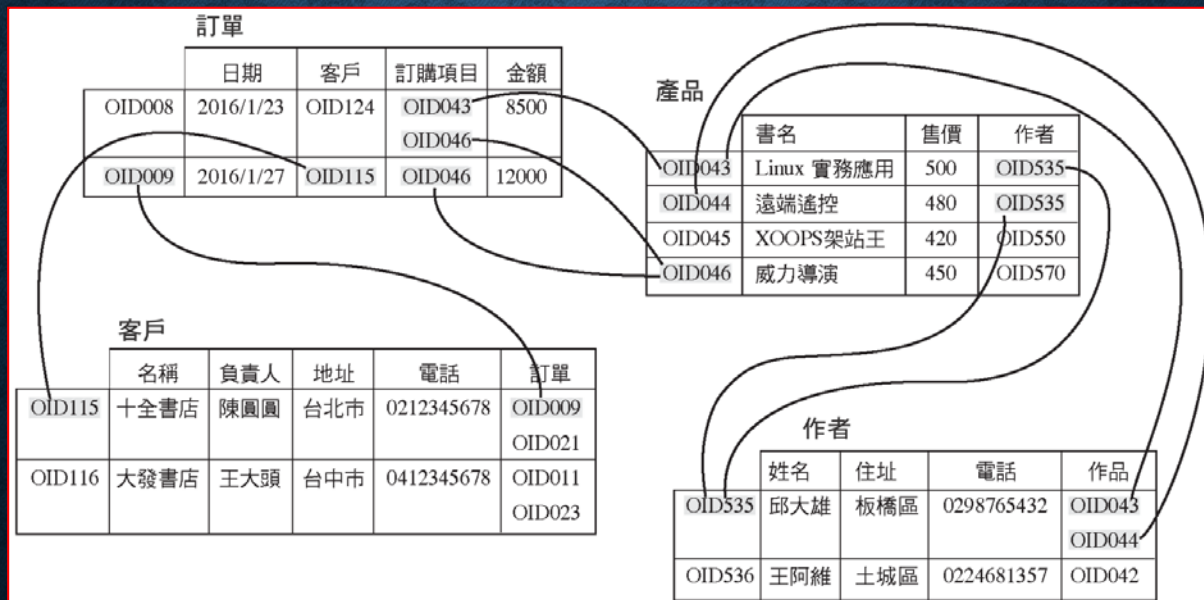 訂單
日期 客戶 訂購項目 金額
OID008 2016/1/23 OID124 OID043 8500
OID046
OID009 2016/1/27 OID115 OID046 12000
產品
書名 售價 作者
OID043 Linux 實務應用 500 OID535
OID044 遠端遙控 480 OID535
OID045 XOOPS架站王 420 OID550
OID046 威力導演 450 OID570
客戶
名稱 負責人 地址 電話 訂單
OID115 十全書店 陳圓圓 台北市 0212345678 OID009
OID021
OID116 大發書店 王大頭 台中市 0412345678 OID011
OID023
作者
姓名 住址 電話 作品
OID535 邱大雄 板橋區 0298765432 OID043
OID044
OID536 王阿維 土城區 0224681357 OID042